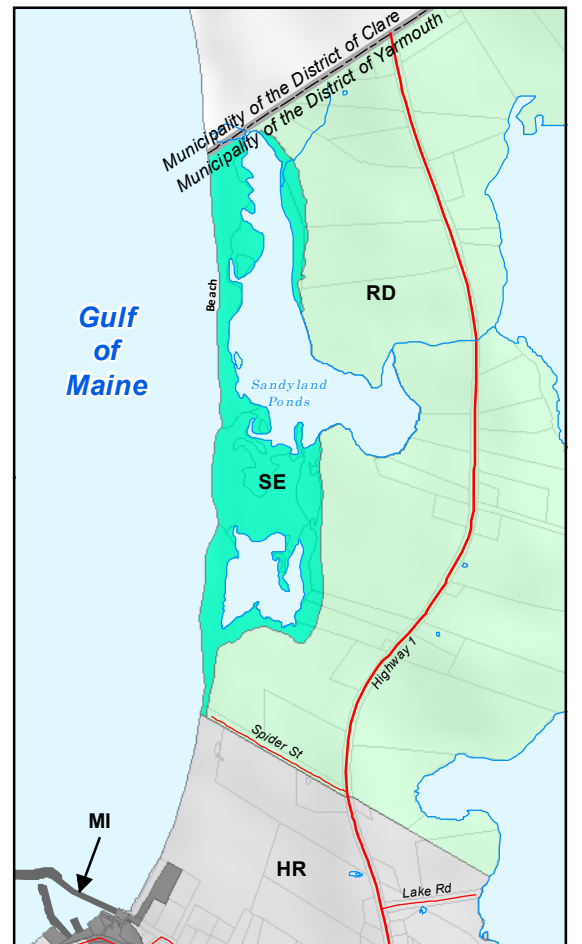 Municipality of the District of Clare
Municipality of the District of Yarmouth
RD
Beach
Gulf
of
Maine
Sandyland
Ponds
SE
Highway 1
Spider St
MI
HR
Lake Rd